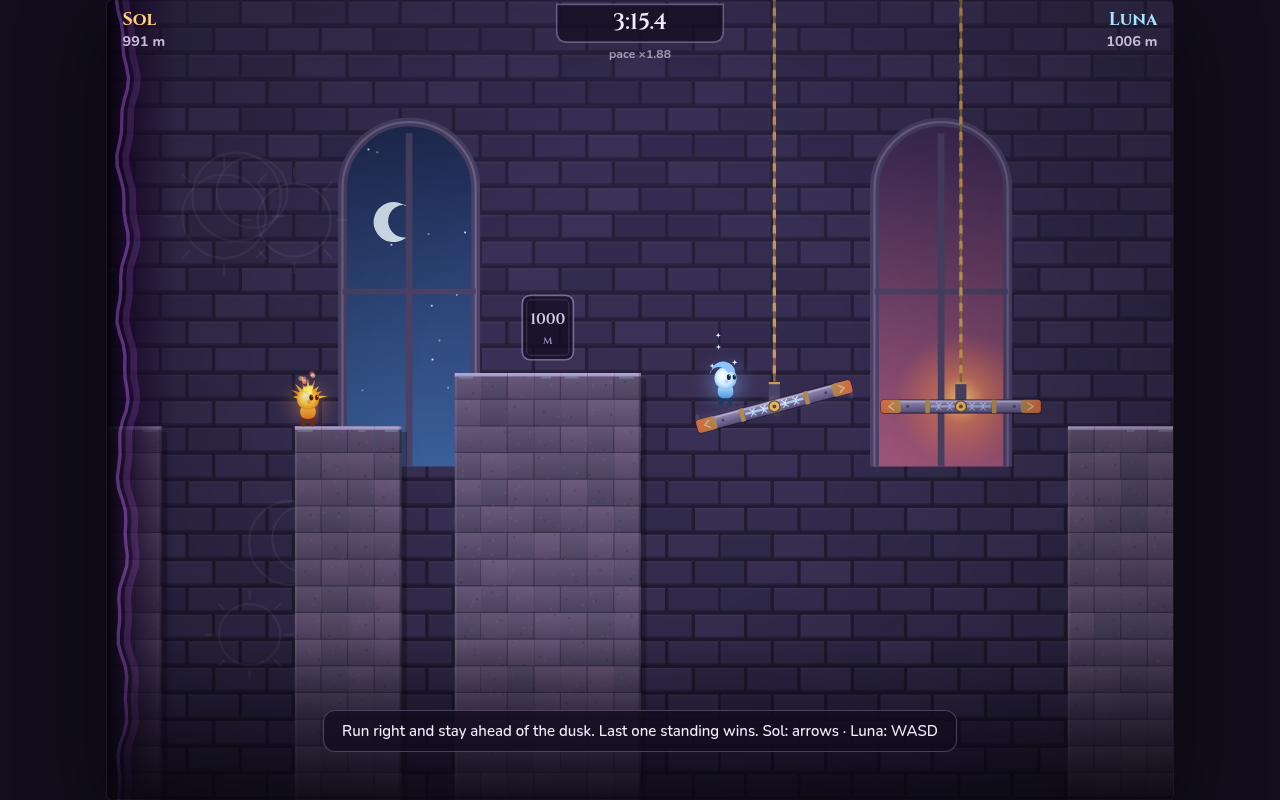 SOL
991 m
3:15.4
pace ×1.88
LUNA
1006 m
1000
M
Run right and stay ahead of the dusk. Last one standing wins. Sol: arrows · Luna: WASD